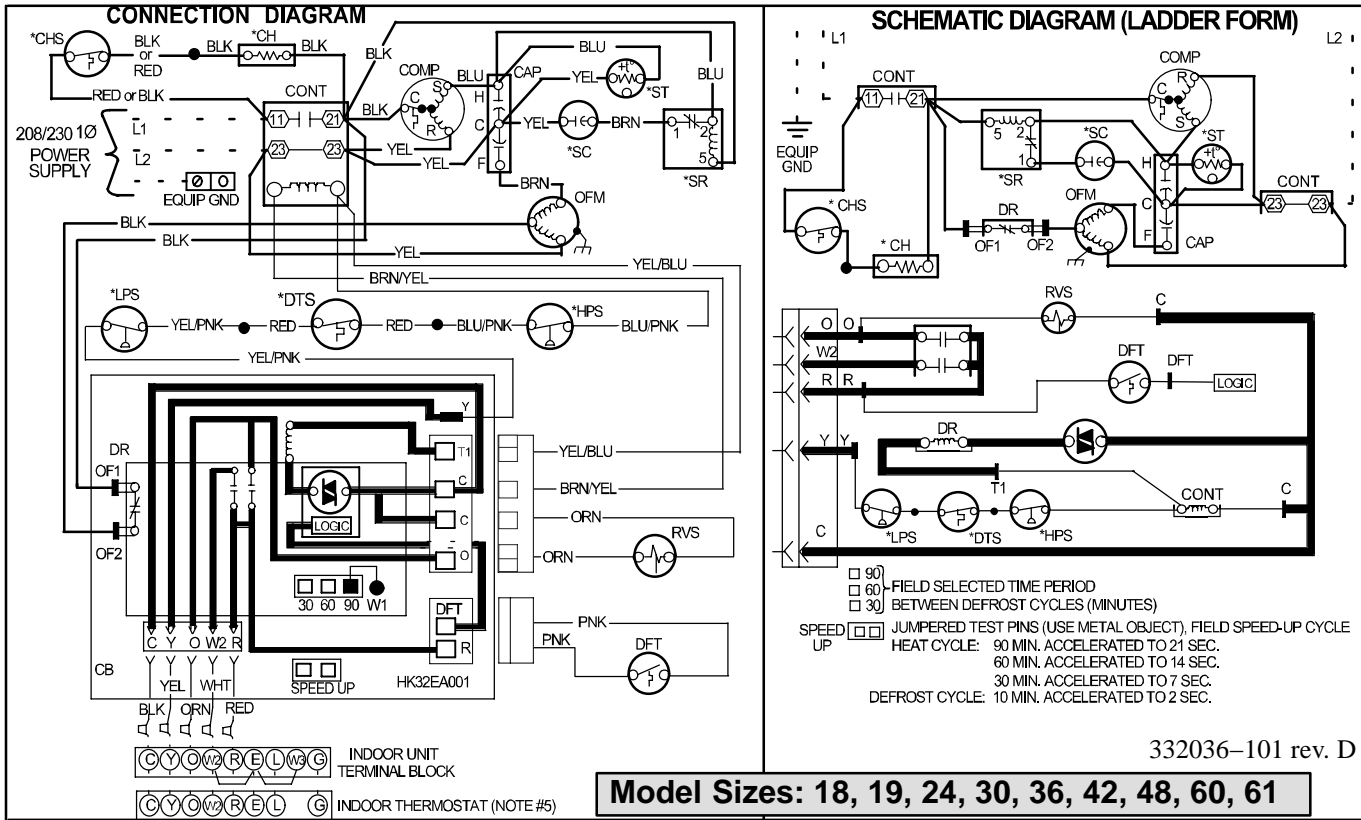 CONNECTION DIAGRAM
*CHS
BLK
or
RED
BLK
*CH
BLK
BLK
RED or BLK
CONT
11
21
23
23
208/230 1Ø
POWER
SUPPLY
L1
L2
EQUIP GND
BLK
COMP
S
C
R
BLU
CAP
H
C
F
BLU
YEL
+t°
*ST
BLU
YEL
*SC
BRN
1
2
5
*SR
YEL
YEL
BRN
OFM
BLK
BLK
YEL
YEL/BLU
BRN/YEL
*LPS
YEL/PNK
RED
*DTS
RED
BLU/PNK
*HPS
BLU/PNK
YEL/PNK
Y
DR
OF1
OF2
T1
C
C
O
LOGIC
YEL/BLU
BRN/YEL
ORN
ORN
RVS
30 60 90 W1
DFT
R
PNK
PNK
DFT
C Y O W2 R
CB
SPEED UP
HK32EA001
YEL
WHT
BLK
ORN
RED
C Y O W2 R E L W3 G
INDOOR UNIT
TERMINAL BLOCK
C Y O W2 R E L G
INDOOR THERMOSTAT (NOTE #5)
SCHEMATIC DIAGRAM (LADDER FORM)
L1
L2
CONT
11
21
COMP
R
C
S
EQUIP
GND
5
2
1
*SR
*SC
*ST
+t°
H
C
F
CAP
CONT
23
23
* CHS
* CH
DR
OF1
OF2
OFM
O O
W2
R R
RVS
C
DFT
DFT
LOGIC
Y Y
DR
T1
CONT
C
*LPS
*DTS
*HPS
C
90
60
30
FIELD SELECTED TIME PERIOD
BETWEEN DEFROST CYCLES (MINUTES)
SPEED
UP
JUMPERED TEST PINS (USE METAL OBJECT), FIELD SPEED-UP CYCLE
HEAT CYCLE: 90 MIN. ACCELERATED TO 21 SEC.
60 MIN. ACCELERATED TO 14 SEC.
30 MIN. ACCELERATED TO 7 SEC.
DEFROST CYCLE: 10 MIN. ACCELERATED TO 2 SEC.
332036–101 rev. D
Model Sizes: 18, 19, 24, 30, 36, 42, 48, 60, 61